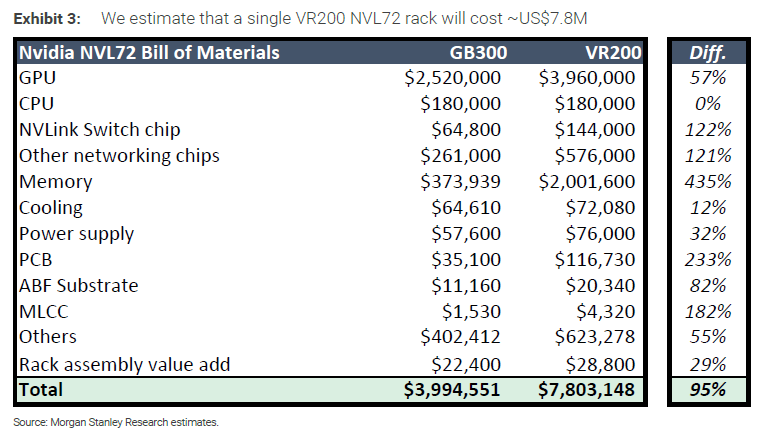 Exhibit 3: We estimate that a single VR200 NVL72 rack will cost ~US$7.8M
Nvidia NVL72 Bill of Materials GB300 VR200 Diff.
GPU $2,520,000 $3,960,000 57%
CPU $180,000 $180,000 0%
NVLink Switch chip $64,800 $144,000 122%
Other networking chips $261,000 $576,000 121%
Memory $373,939 $2,001,600 435%
Cooling $64,610 $72,080 12%
Power supply $57,600 $76,000 32%
PCB $35,100 $116,730 233%
ABF Substrate $11,160 $20,340 82%
MLCC $1,530 $4,320 182%
Others $402,412 $623,278 55%
Rack assembly value add $22,400 $28,800 29%
Total $3,994,551 $7,803,148 95%
Source: Morgan Stanley Research estimates.